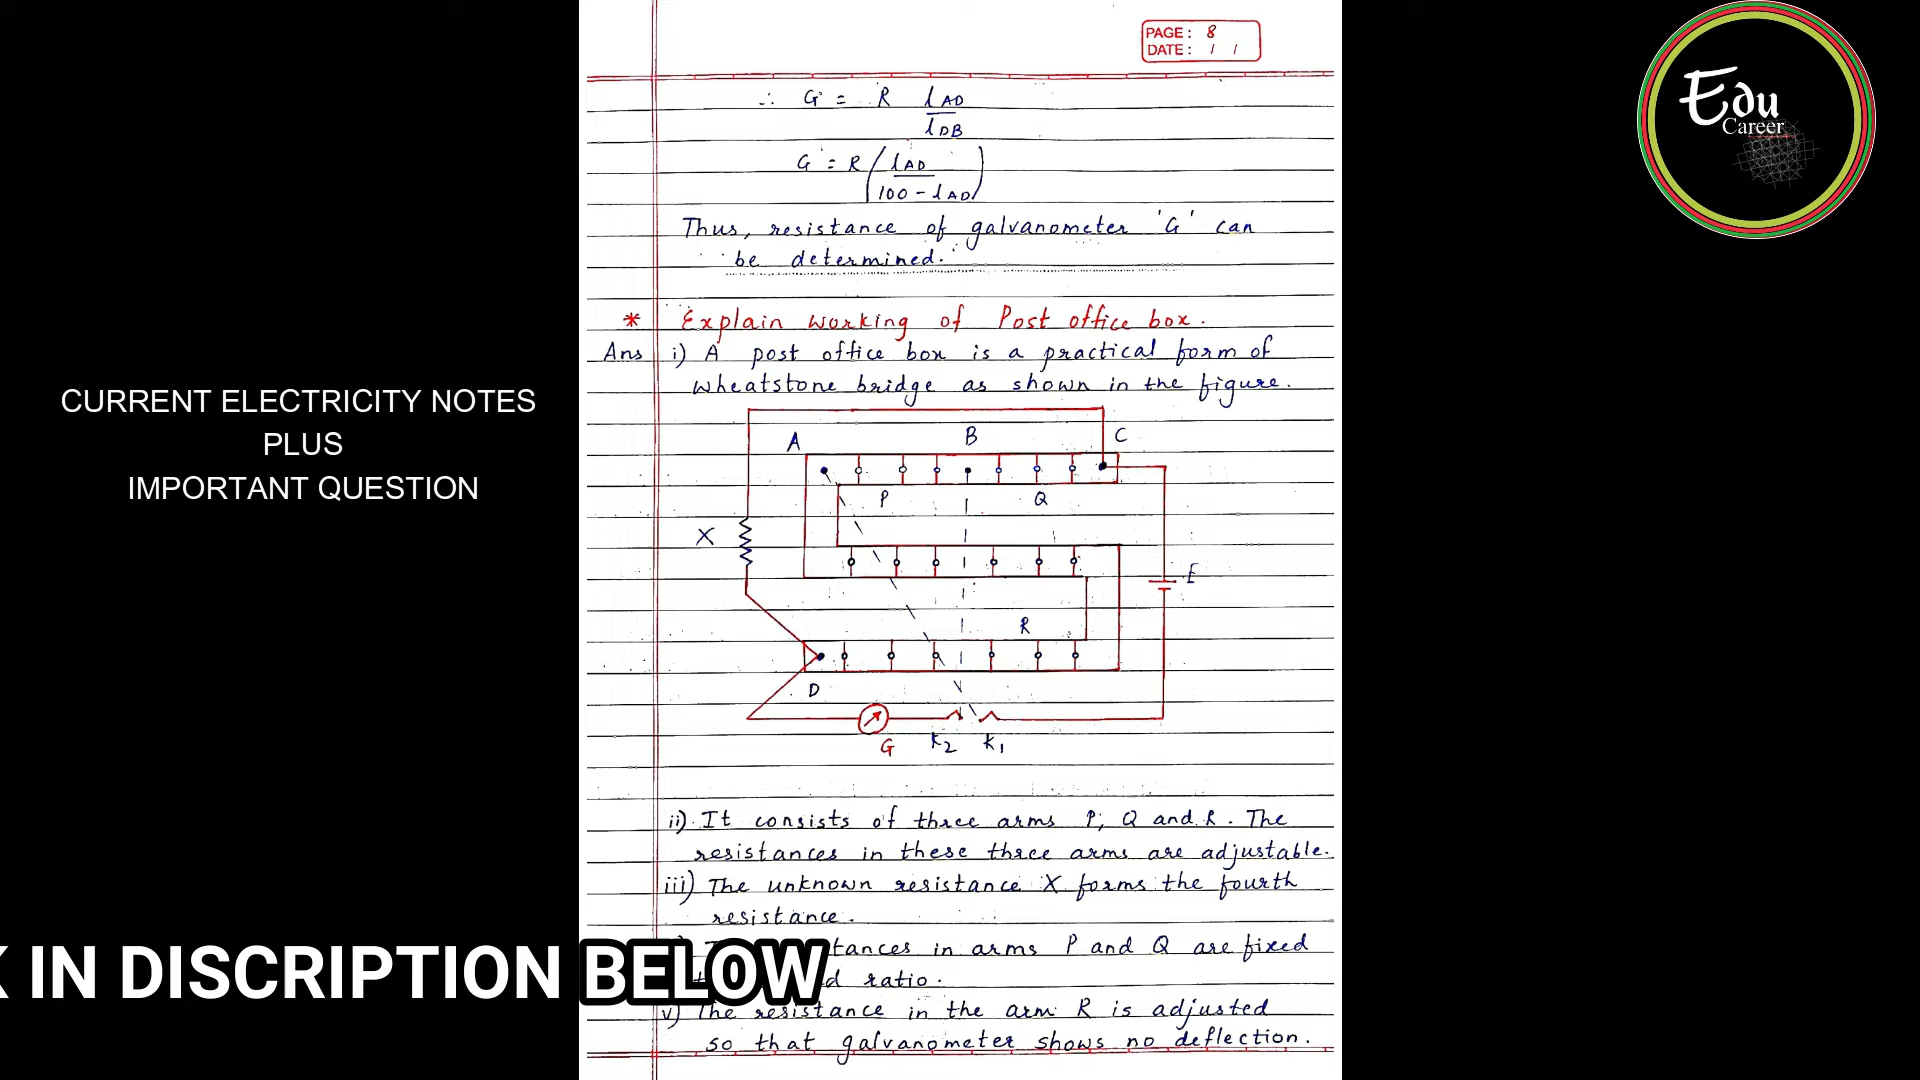 PAGE: 8
DATE: / /
Edu
Career
∴ G = R lAD
lDB
G = R (lAD
100 - lAD)
Thus, resistance of galvanometer 'G' can
be determined.
* Explain working of Post office box.
Ans i) A post office box is a practical form of
wheatstone bridge as shown in the figure.
CURRENT ELECTRICITY NOTES
PLUS
IMPORTANT QUESTION
A B C
P Q
X
E
R
D
G K2 K1
ii) It consists of three arms P, Q and R. The
resistances in these three arms are adjustable.
iii) The unknown resistance X forms the fourth
resistance.
tances in arms P and Q are fixed
ratio.
v) The resistance in the arm R is adjusted
so that galvanometer shows no deflection.
IN DISCRIPTION BELOW